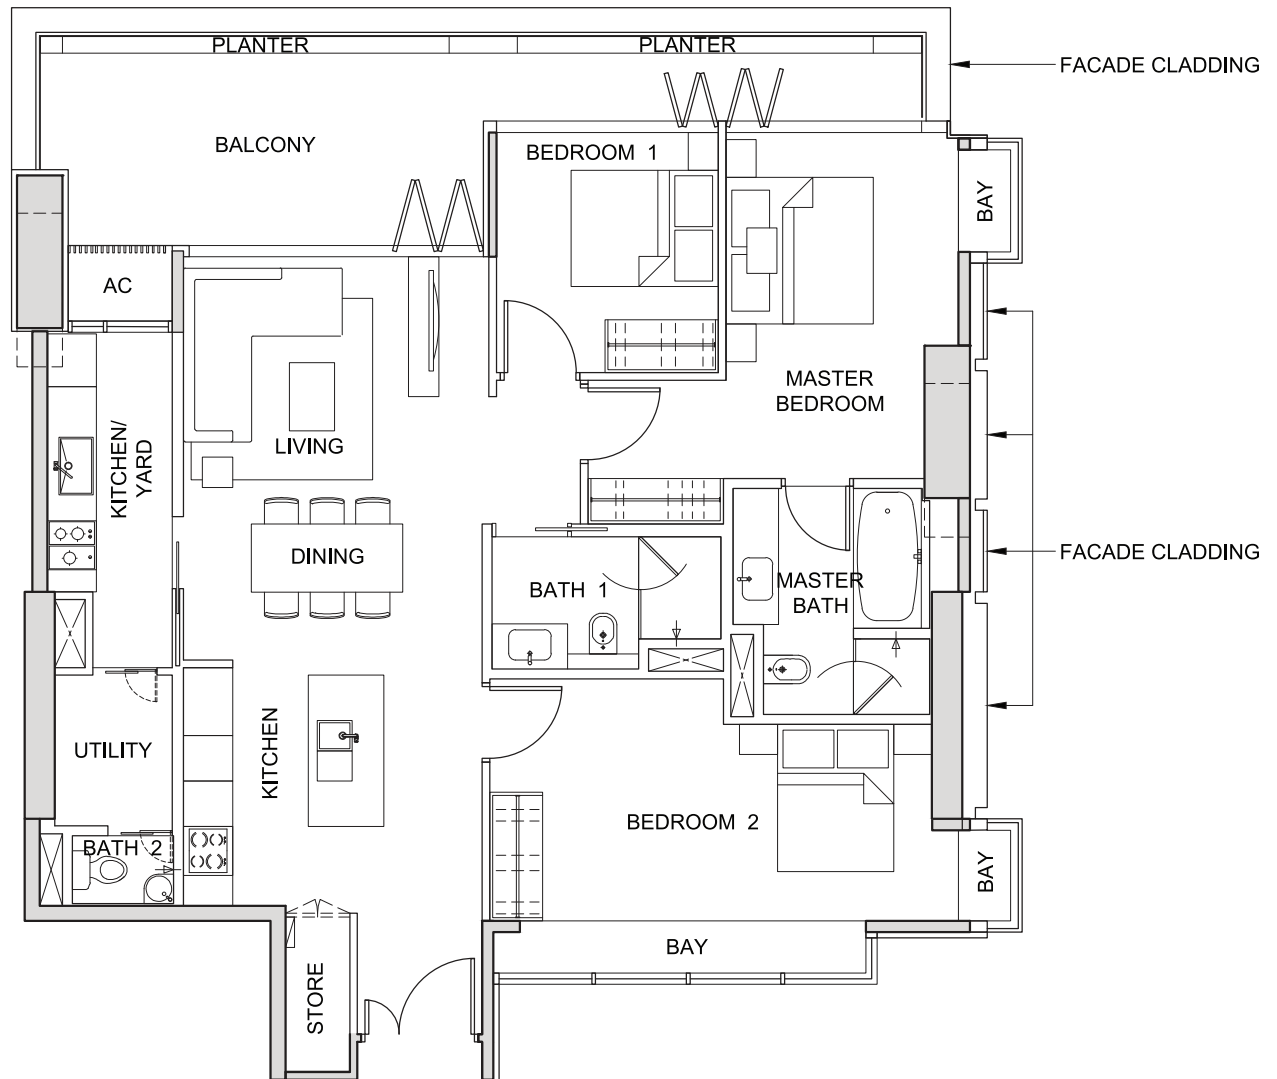 PLANTER
PLANTER
FACADE CLADDING
BALCONY
BEDROOM 1
BAY
AC
MASTER
BEDROOM
LIVING
KITCHEN/
YARD
DINING
FACADE CLADDING
BATH 1
MASTER
BATH
UTILITY
KITCHEN
BEDROOM 2
BATH 2
BAY
BAY
STORE